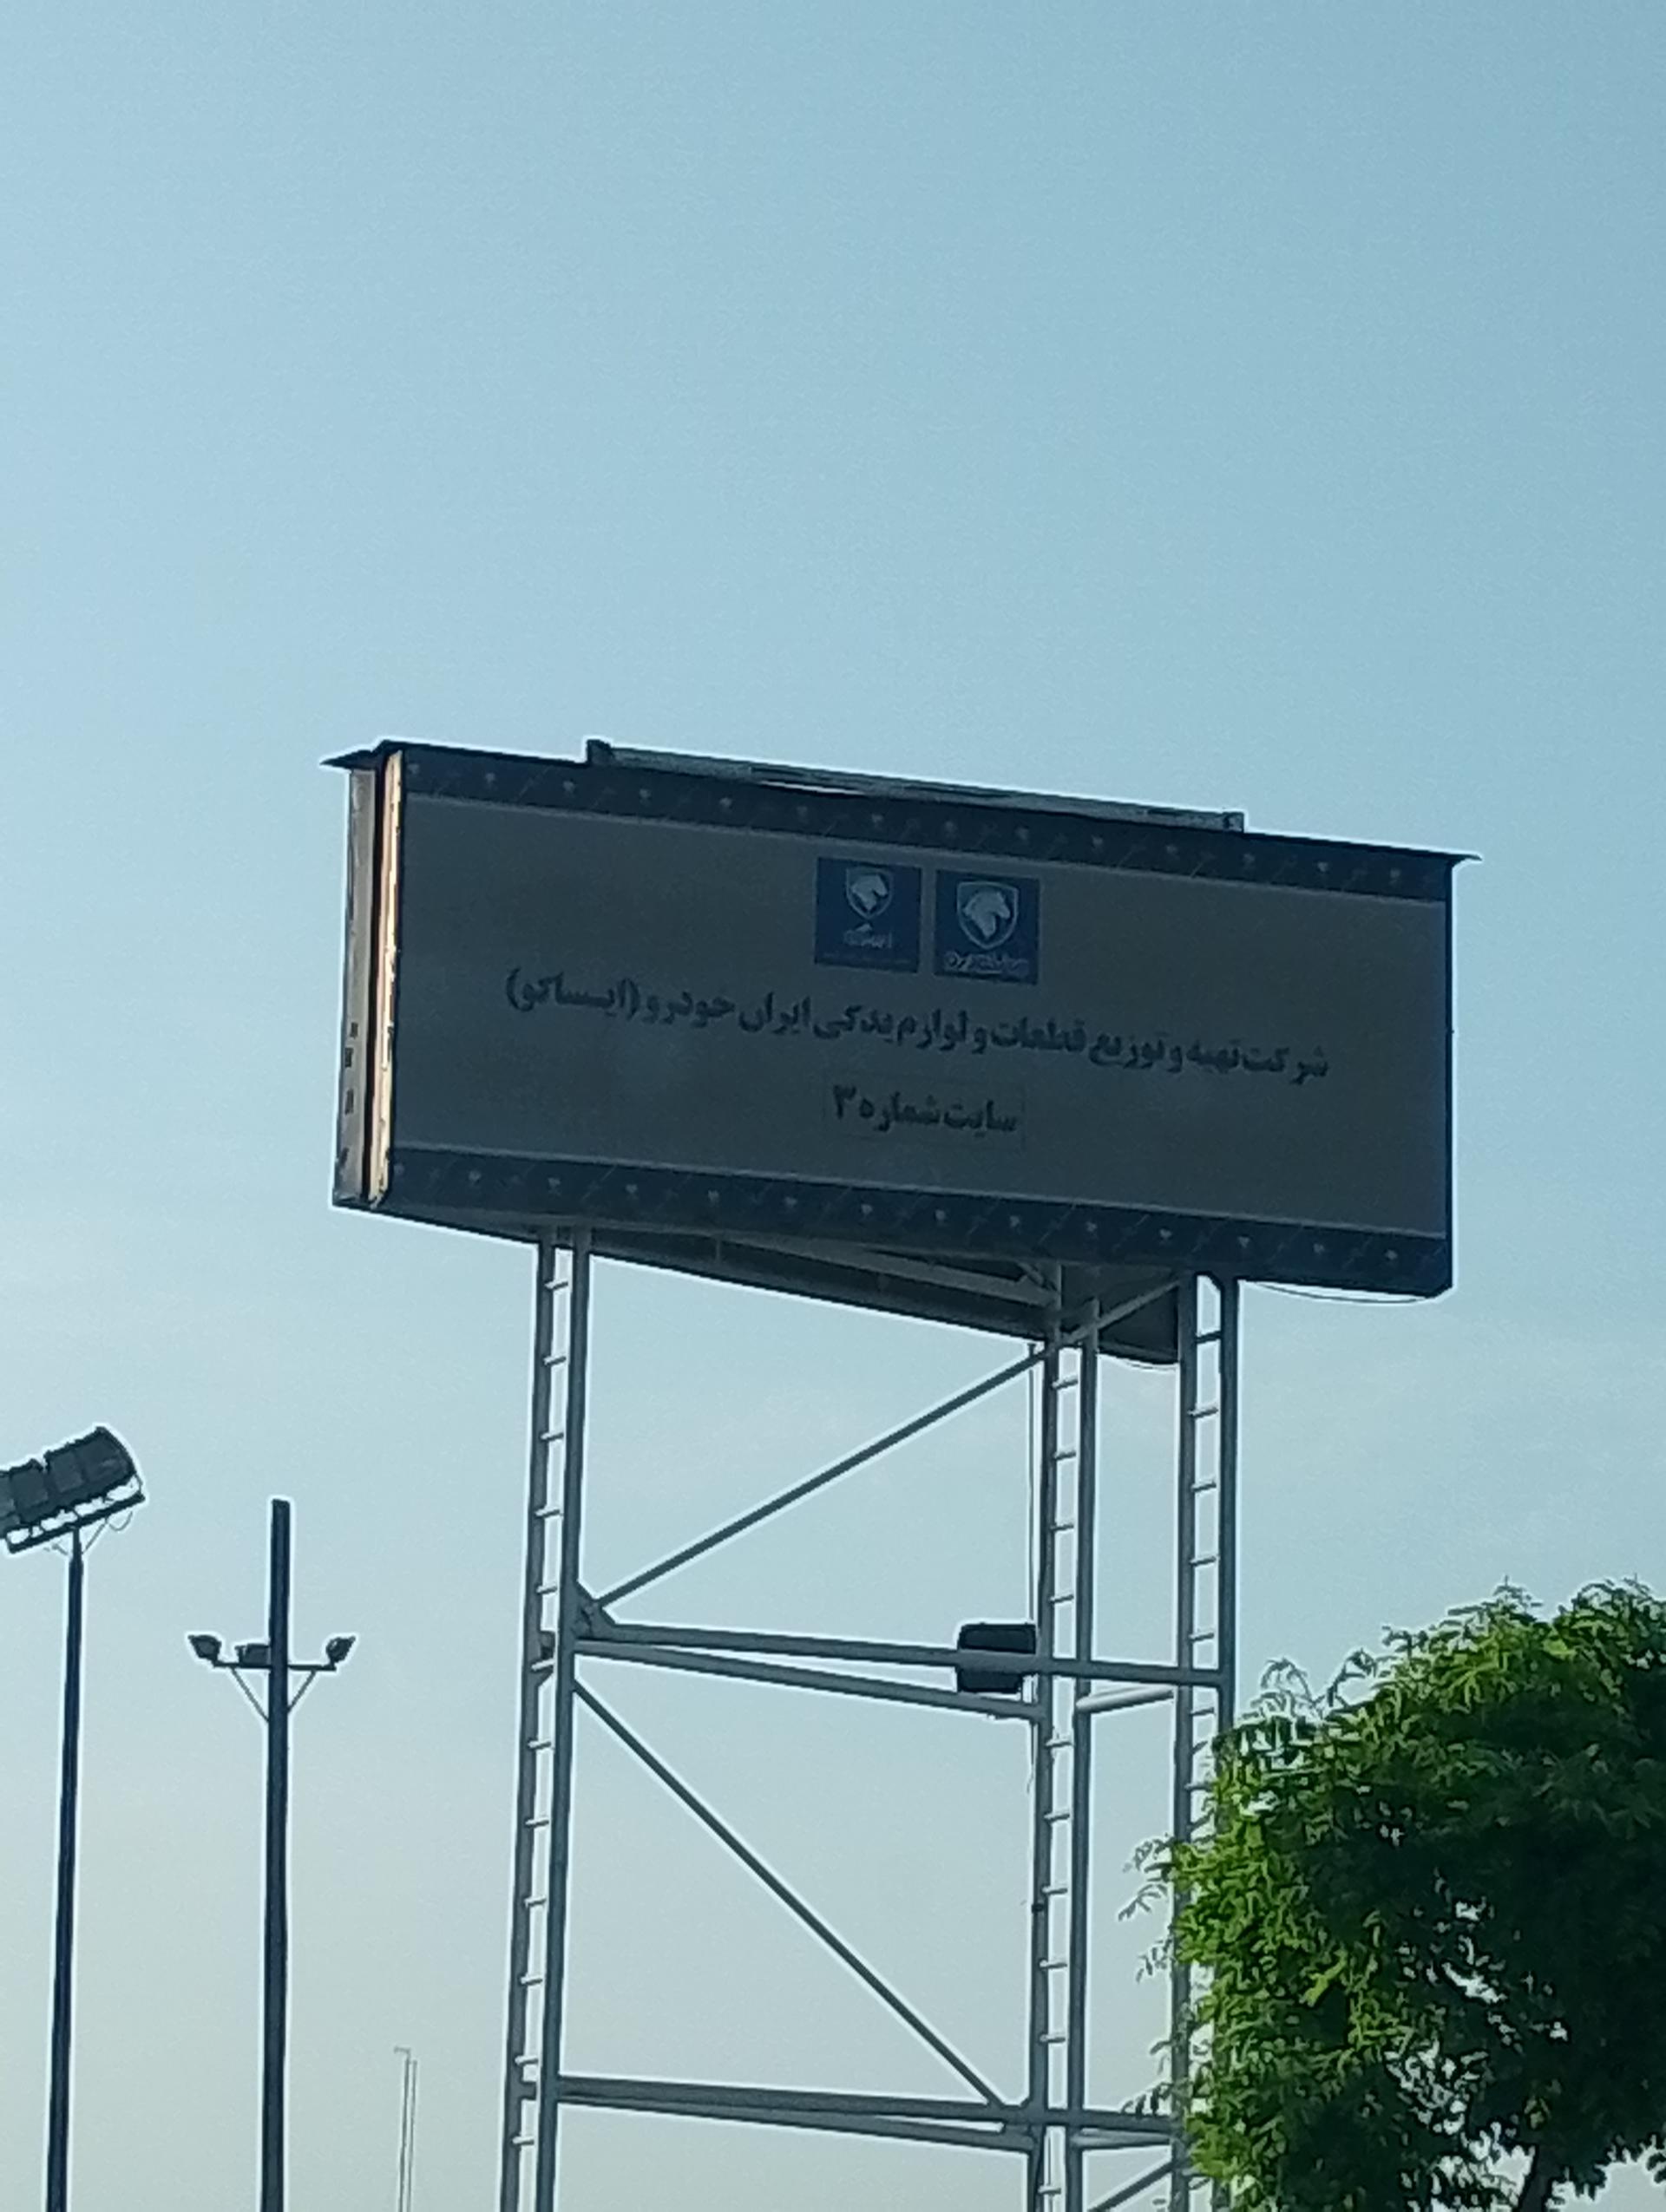 شرکت تهیه و توزیع قطعات و لوازم یدکی ایران خودرو (ایساکو)
سایت شماره ۳